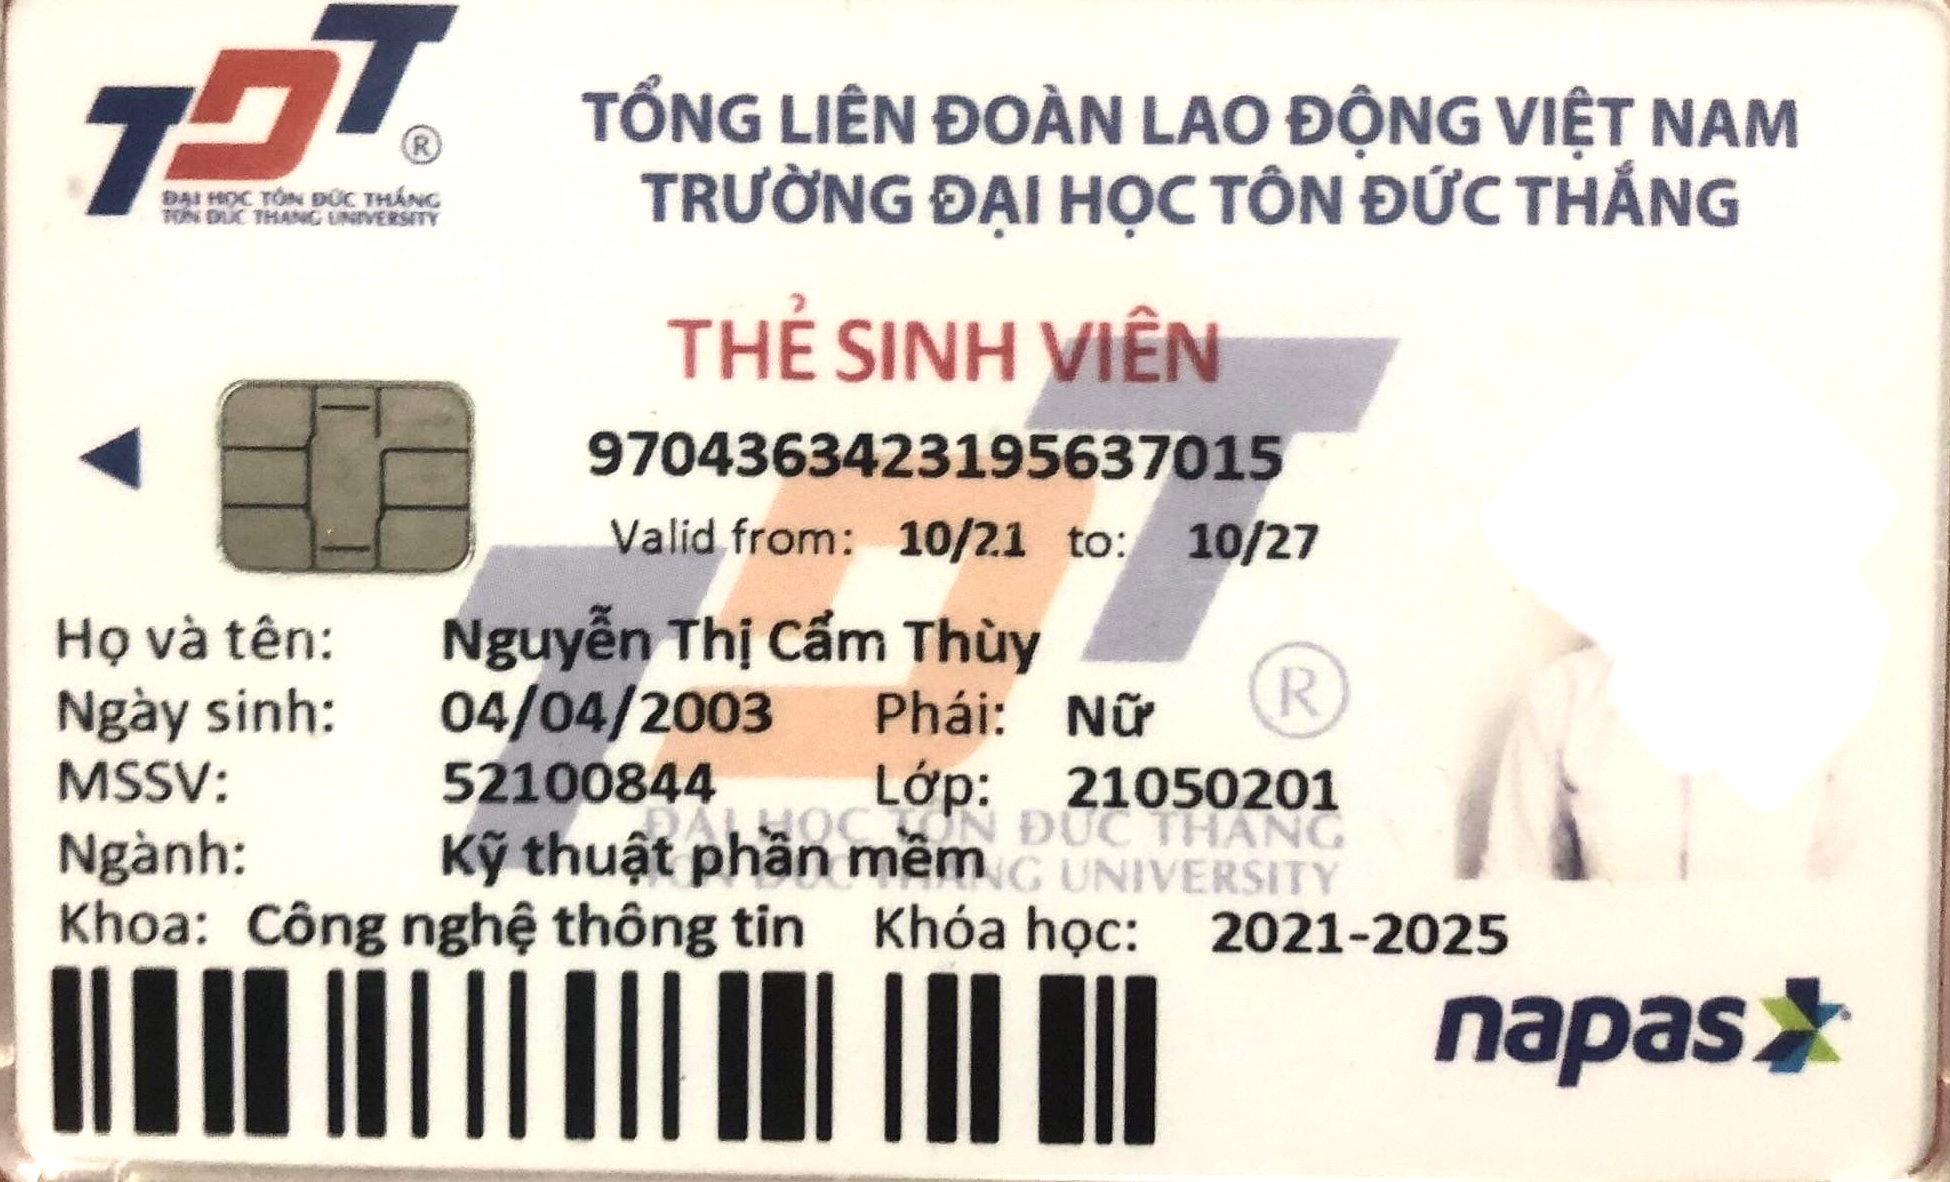 TDT®
ĐẠI HỌC TÔN ĐỨC THẮNG
TON DUC THANG UNIVERSITY
TỔNG LIÊN ĐOÀN LAO ĐỘNG VIỆT NAM
TRƯỜNG ĐẠI HỌC TÔN ĐỨC THẮNG
THẺ SINH VIÊN
9704363423195637015
Valid from: 10/21 to: 10/27
Họ và tên: Nguyễn Thị Cẩm Thùy
Ngày sinh: 04/04/2003 Phái: Nữ
MSSV: 52100844 Lớp: 21050201
Ngành: Kỹ thuật phần mềm
Khoa: Công nghệ thông tin Khóa học: 2021-2025
TDT®
ĐẠI HỌC TÔN ĐỨC THẮNG
TON DUC THANG UNIVERSITY
napas